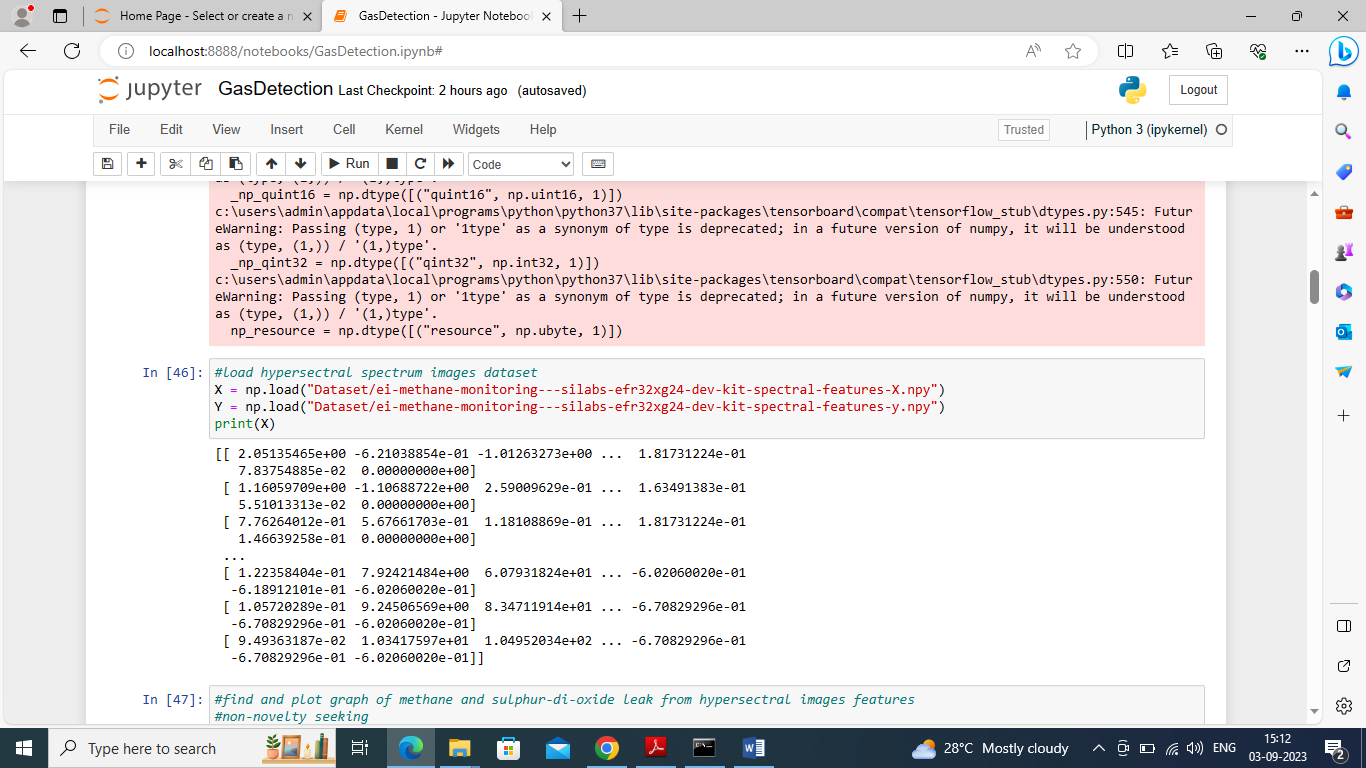 Home Page - Select or create a n
GasDetection - Jupyter Noteboo
localhost:8888/notebooks/GasDetection.ipynb#
jupyter GasDetection Last Checkpoint: 2 hours ago (autosaved)
Logout
File Edit View Insert Cell Kernel Widgets Help
Trusted
Python 3 (ipykernel)
Run
Code
as (type, (1,)) / '(1,)type'.
_np_quint16 = np.dtype([("quint16", np.uint16, 1)])
c:\users\admin\appdata\local\programs\python\python37\lib\site-packages\tensorboard\compat\tensorflow_stub\dtypes.py:545: Futur
eWarning: Passing (type, 1) or '1type' as a synonym of type is deprecated; in a future version of numpy, it will be understood
as (type, (1,)) / '(1,)type'.
_np_qint32 = np.dtype([("qint32", np.int32, 1)])
c:\users\admin\appdata\local\programs\python\python37\lib\site-packages\tensorboard\compat\tensorflow_stub\dtypes.py:550: Futur
eWarning: Passing (type, 1) or '1type' as a synonym of type is deprecated; in a future version of numpy, it will be understood
as (type, (1,)) / '(1,)type'.
np_resource = np.dtype([("resource", np.ubyte, 1)])
In [46]: #load hypersectral spectrum images dataset
X = np.load("Dataset/ei-methane-monitoring---silabs-efr32xg24-dev-kit-spectral-features-X.npy")
Y = np.load("Dataset/ei-methane-monitoring---silabs-efr32xg24-dev-kit-spectral-features-y.npy")
print(X)
[[ 2.05135465e+00 -6.21038854e-01 -1.01263273e+00 ... 1.81731224e-01
7.83754885e-02 0.00000000e+00]
[ 1.16059709e+00 -1.10688722e+00 2.59009629e-01 ... 1.63491383e-01
5.51013313e-02 0.00000000e+00]
[ 7.76264012e-01 5.67661703e-01 1.18108869e-01 ... 1.81731224e-01
1.46639258e-01 0.00000000e+00]
...
[ 1.22358404e-01 7.92421484e+00 6.07931824e+01 ... -6.02060020e-01
-6.18912101e-01 -6.02060020e-01]
[ 1.05720289e-01 9.24506569e+00 8.34711914e+01 ... -6.70829296e-01
-6.70829296e-01 -6.02060020e-01]
[ 9.49363187e-02 1.03417597e+01 1.04952034e+02 ... -6.70829296e-01
-6.70829296e-01 -6.02060020e-01]]
In [47]: #find and plot graph of methane and sulphur-di-oxide leak from hypersectral images features
#non-novelty seeking
Type here to search
28°C Mostly cloudy
ENG
15:12
03-09-2023
2